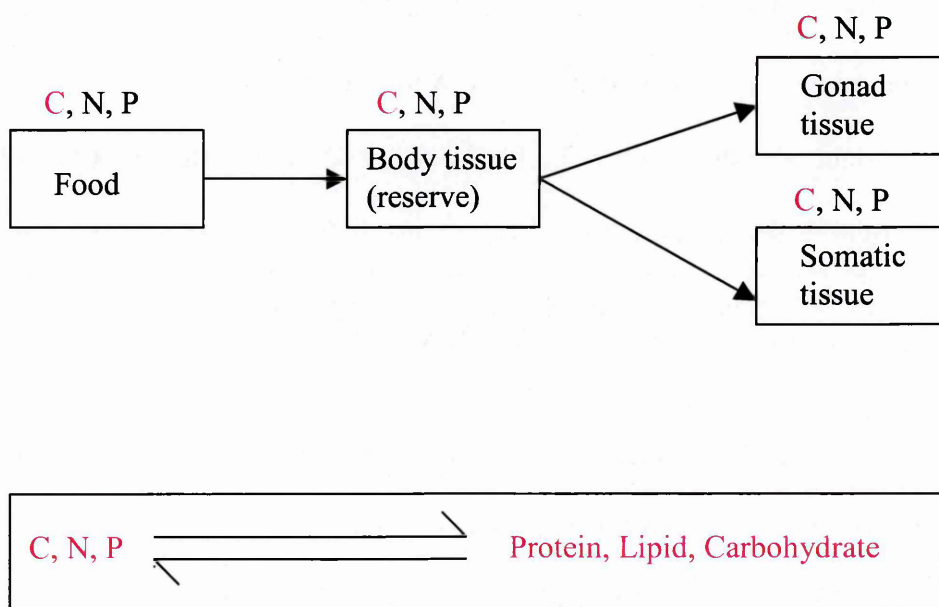 C, N, P
Gonad
tissue
C, N, P
Food
C, N, P
Body tissue
(reserve)
C, N, P
Somatic
tissue
C, N, P
Protein, Lipid, Carbohydrate